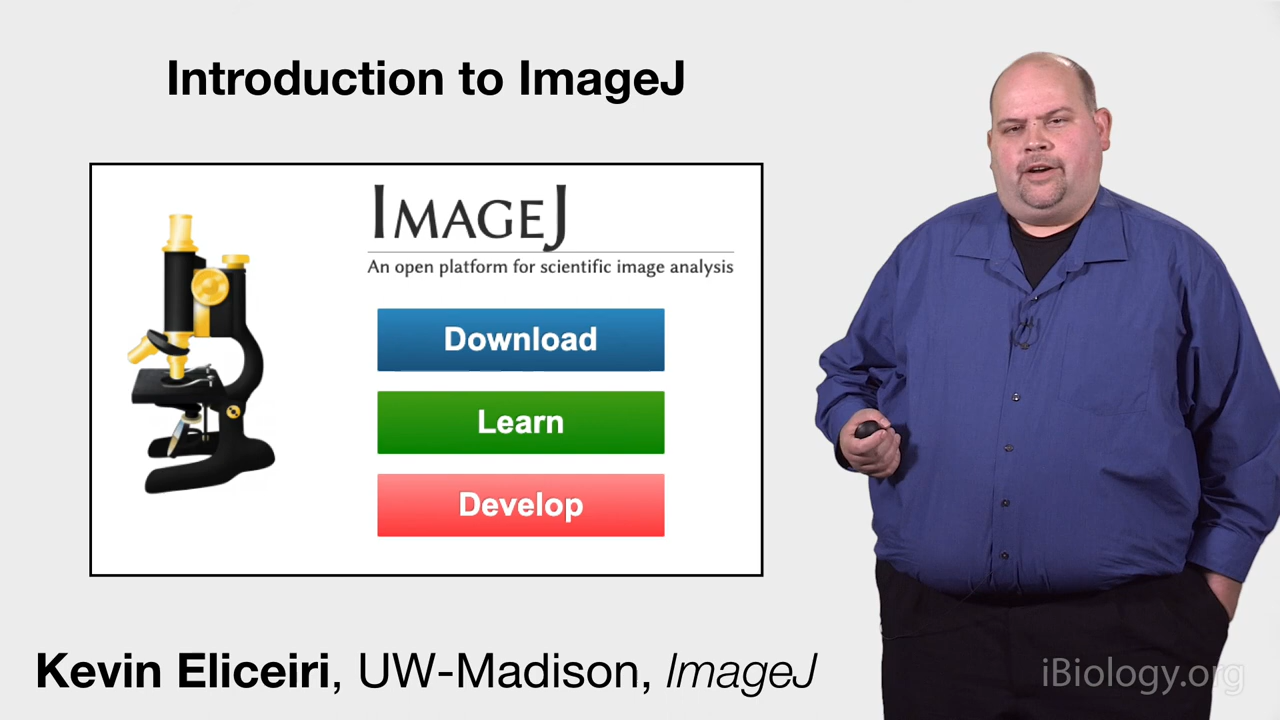 Introduction to ImageJ
ImageJ
An open platform for scientific image analysis
Download
Learn
Develop
Kevin Eliceiri, UW-Madison, ImageJ
iBiology.org